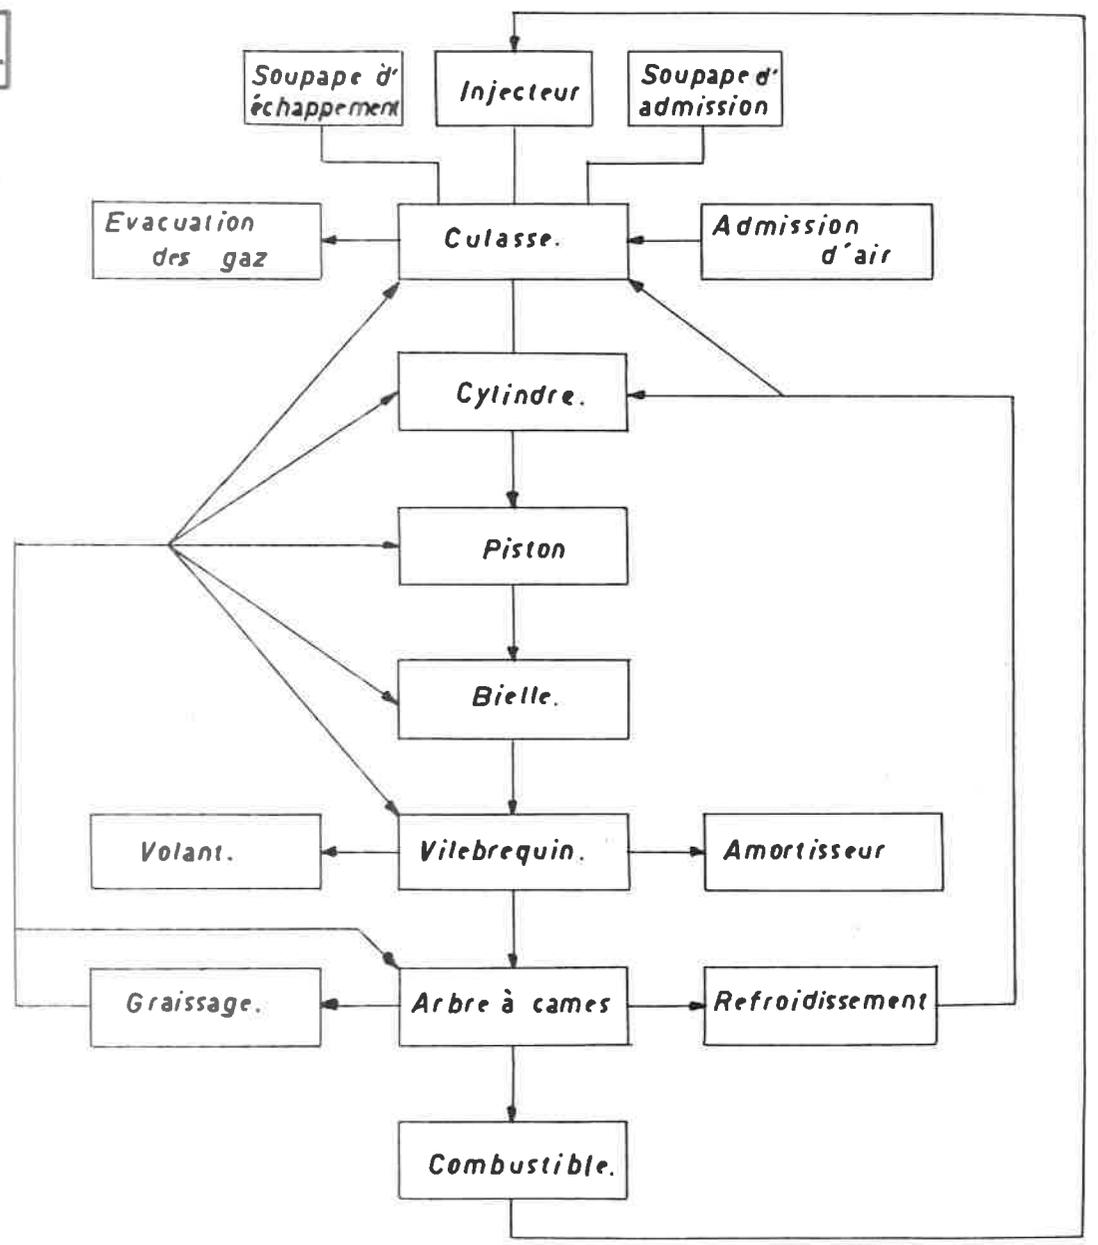 Soupape d'
échappement
Injecteur
Soupape d'
admission
Evacuation
des gaz
Culasse.
Admission
d'air
Cylindre.
Piston
Bielle.
Volant.
Vilebrequin.
Amortisseur
Graissage.
Arbre à cames
Refroidissement
Combustible.